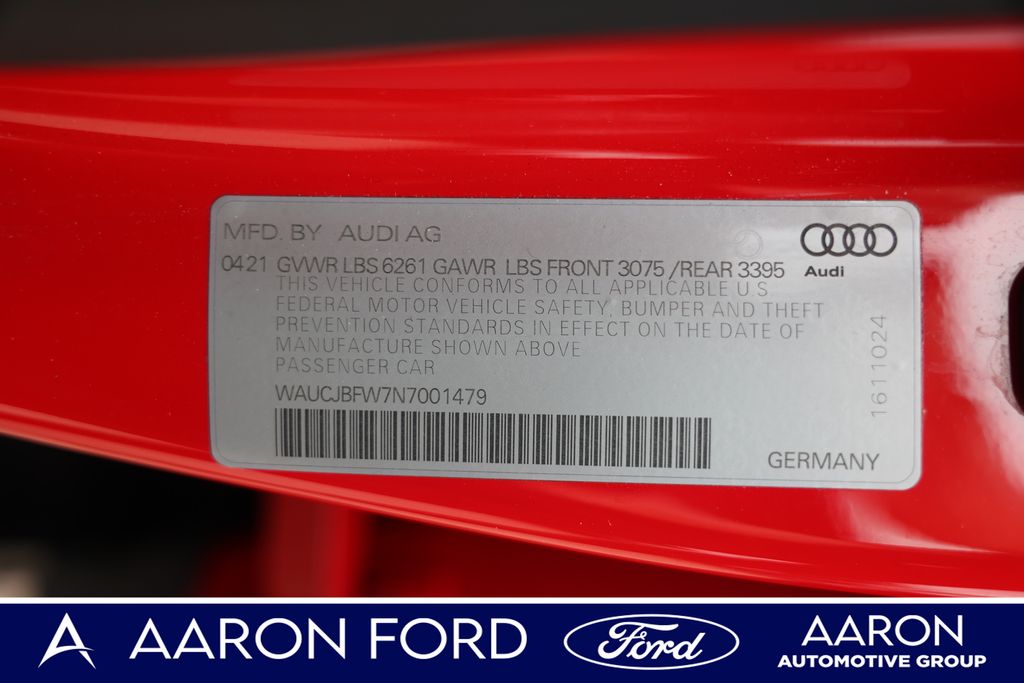 MFD. BY AUDI AG
0421 GVWR LBS 6261 GAWR LBS FRONT 3075 /REAR 3395
Audi
THIS VEHICLE CONFORMS TO ALL APPLICABLE U S
FEDERAL MOTOR VEHICLE SAFETY, BUMPER AND THEFT
PREVENTION STANDARDS IN EFFECT ON THE DATE OF
MANUFACTURE SHOWN ABOVE
PASSENGER CAR
WAUCJBFW7N7001479
1611024
GERMANY
AARON FORD
Ford
AARON
AUTOMOTIVE GROUP